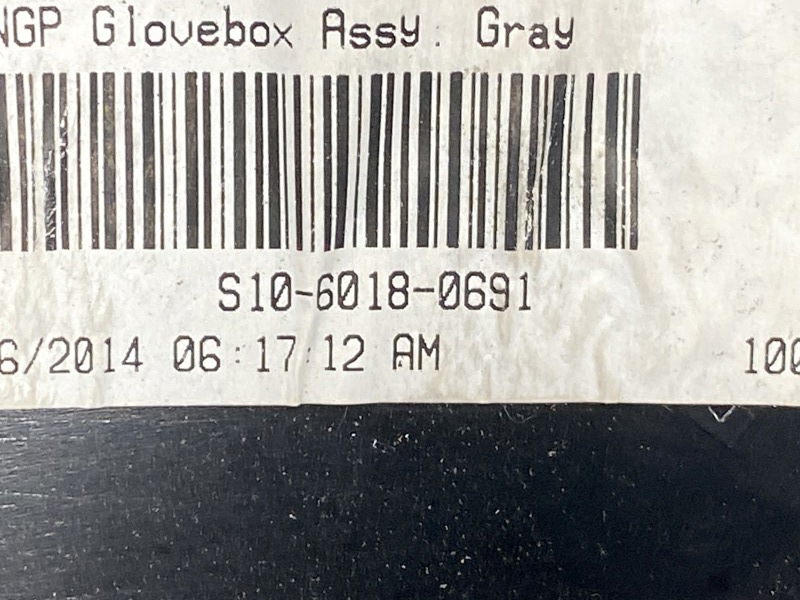 NGP Glovebox Assy. Gray
S10-6018-0691
6/2014 06:17:12 AM 100